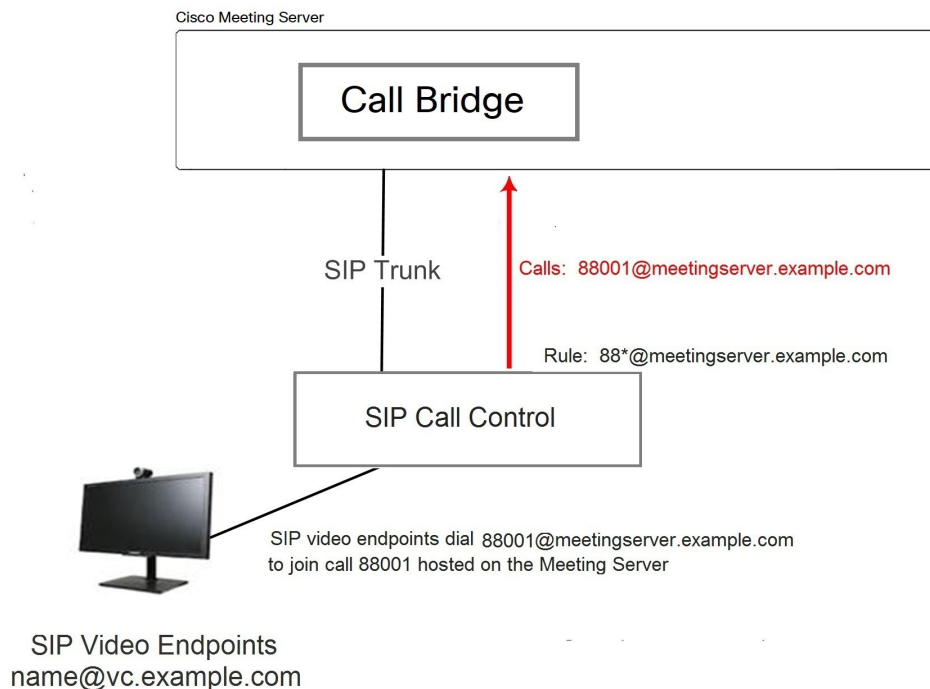 Cisco Meeting Server
Call Bridge
SIP Trunk
Calls: 88001@meetingserver.example.com
Rule: 88*@meetingserver.example.com
SIP Call Control
SIP video endpoints dial 88001@meetingserver.example.com
to join call 88001 hosted on the Meeting Server
SIP Video Endpoints
name@vc.example.com